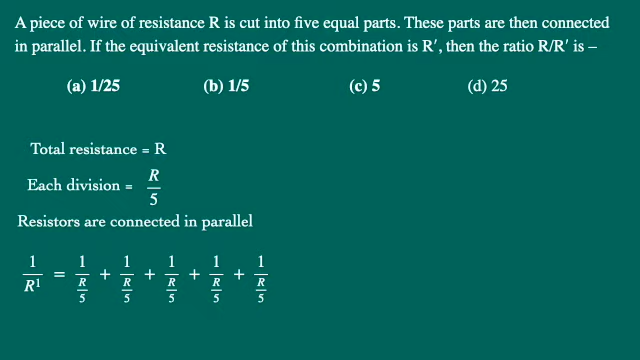 A piece of wire of resistance R is cut into five equal parts. These parts are then connected
in parallel. If the equivalent resistance of this combination is R′, then the ratio R/R′ is –
(a) 1/25 (b) 1/5 (c) 5 (d) 25
Total resistance = R
Each division = R/5
Resistors are connected in parallel
1/R¹ = 1/(R/5) + 1/(R/5) + 1/(R/5) + 1/(R/5) + 1/(R/5)